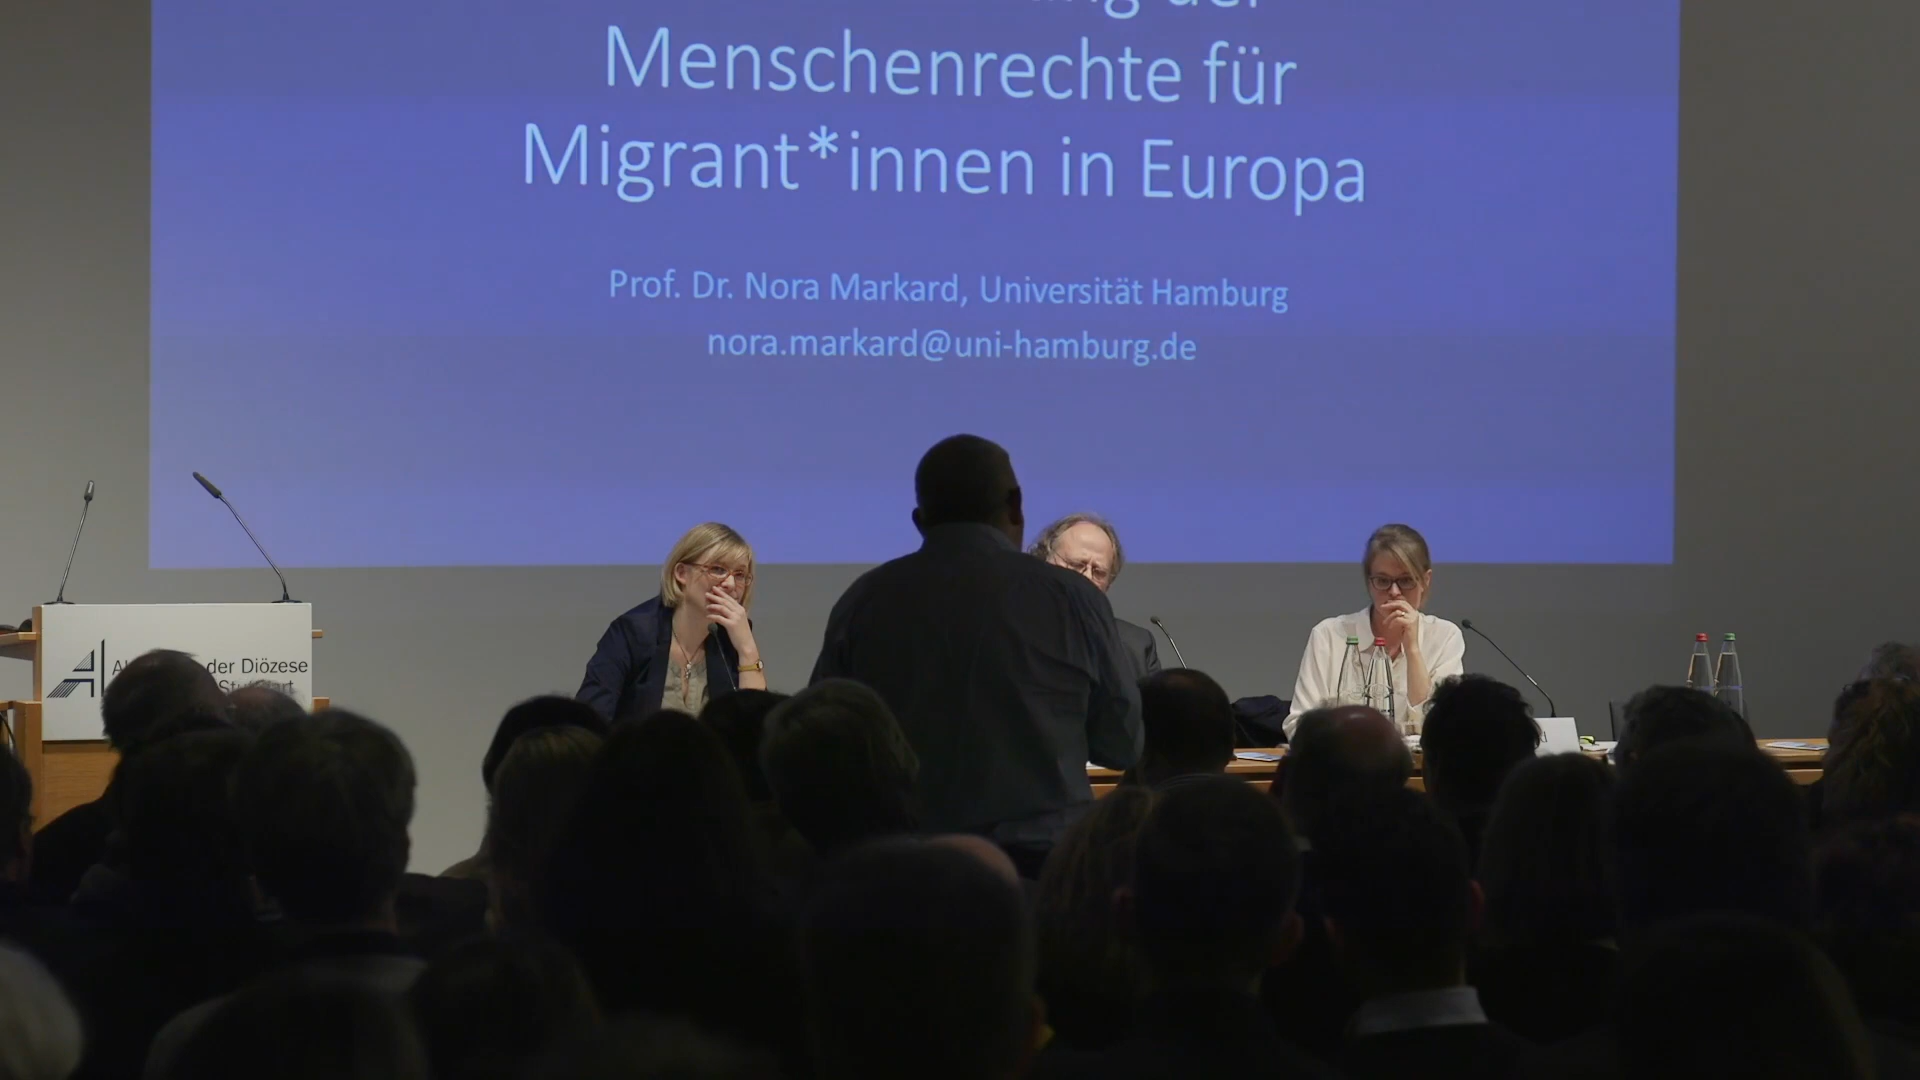 der
Menschenrechte für
Migrant*innen in Europa
Prof. Dr. Nora Markard, Universität Hamburg
nora.markard@uni-hamburg.de
der Diözese